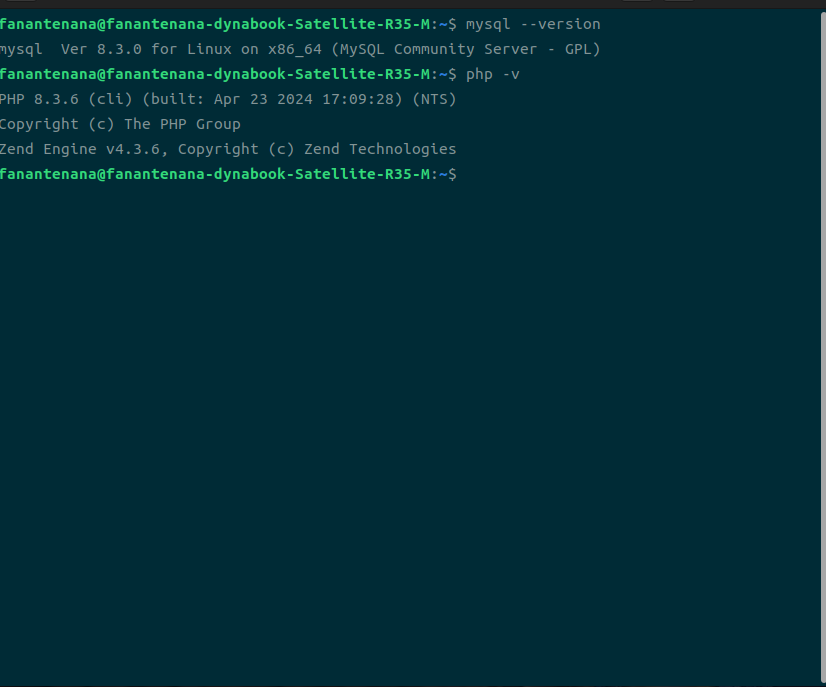 fanantenana@fanantenana-dynabook-Satellite-R35-M:~$ mysql --version
mysql  Ver 8.3.0 for Linux on x86_64 (MySQL Community Server - GPL)
fanantenana@fanantenana-dynabook-Satellite-R35-M:~$ php -v
PHP 8.3.6 (cli) (built: Apr 23 2024 17:09:28) (NTS)
Copyright (c) The PHP Group
Zend Engine v4.3.6, Copyright (c) Zend Technologies
fanantenana@fanantenana-dynabook-Satellite-R35-M:~$